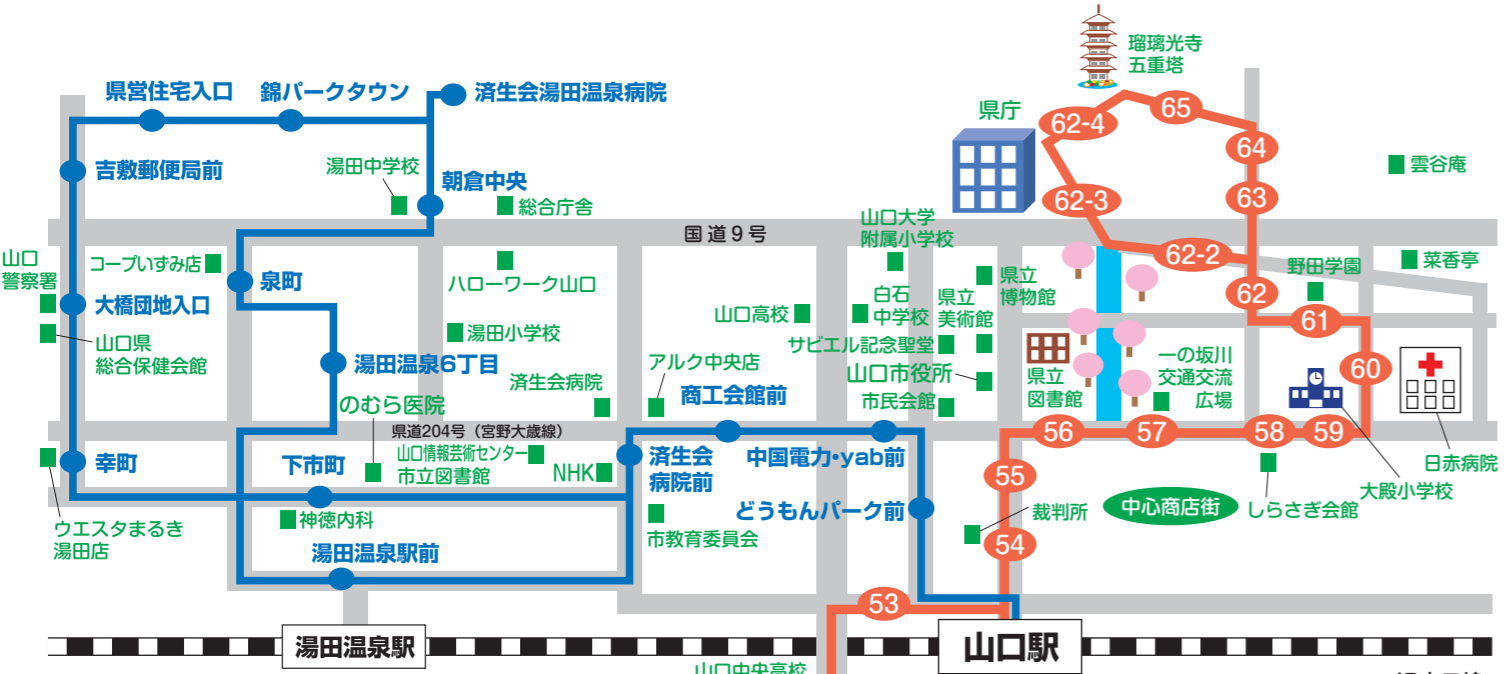 瑠璃光寺
五重塔
県営住宅入口
錦パークタウン
済生会湯田温泉病院
県庁
62-4
65
64
63
62-3
62-2
62
61
60
吉敷郵便局前
湯田中学校
朝倉中央
総合庁舎
雲谷庵
国道9号
山口大学
附属小学校
山口
警察署
コープいずみ店
泉町
ハローワーク山口
県立
博物館
野田学園
菜香亭
大橋団地入口
山口県
総合保健会館
湯田小学校
山口高校
白石
中学校
県立
美術館
サビエル記念聖堂
湯田温泉6丁目
済生会病院
アルク中央店
山口市役所
市民会館
県立
図書館
一の坂川
交通交流
広場
のむら医院
商工会館前
県道204号（宮野大歳線）
56
57
58
59
幸町
下市町
山口情報芸術センター
市立図書館
NHK
済生会
病院前
中国電力・yab前
55
日赤病院
大殿小学校
ウエスタまるき
湯田店
神徳内科
市教育委員会
どうもんパーク前
裁判所
中心商店街
しらさぎ会館
湯田温泉駅前
54
53
湯田温泉駅
山口駅
山口中央高校